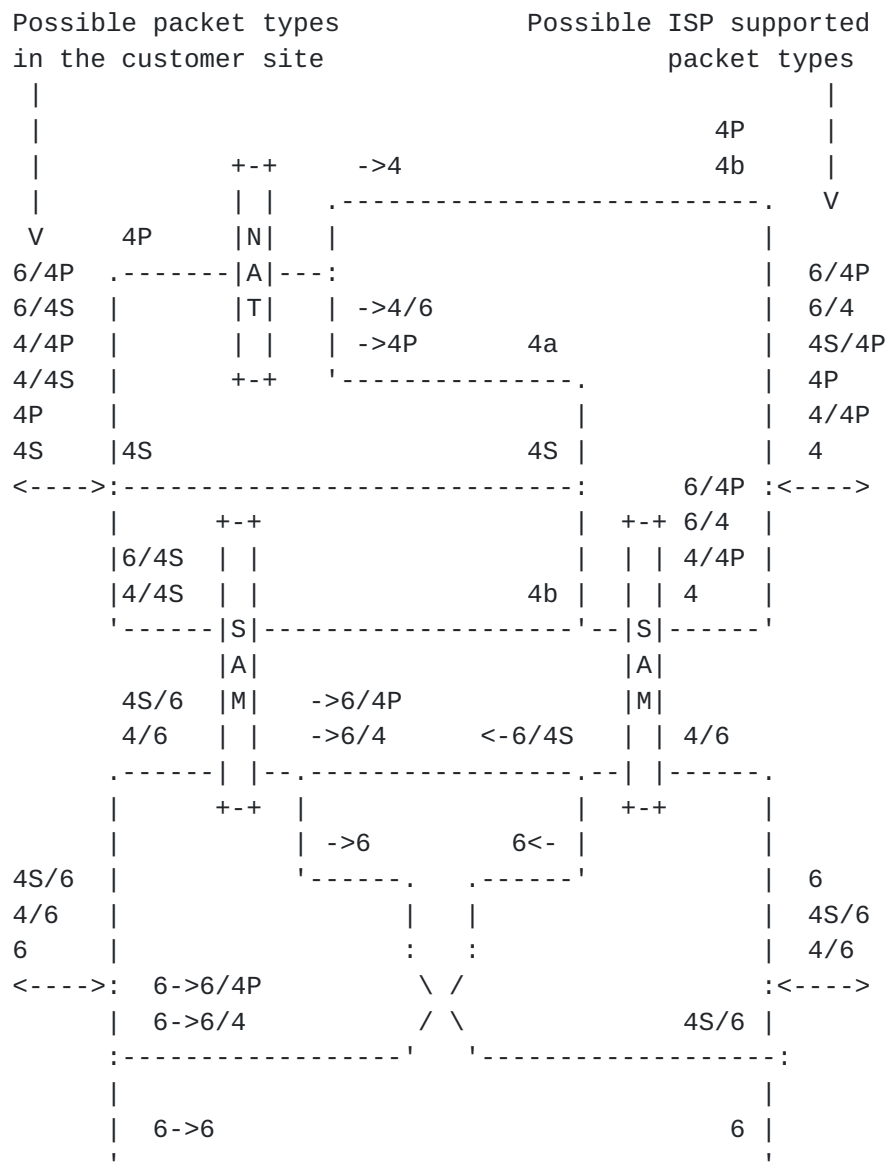 Possible packet types            Possible ISP supported
in the customer site                      packet types
 |                                                   |
 |                                            4P     |
 |            +-+     ->4                     4b     |
 |            | |   .---------------------------.   V
 V     4P     |N|   |                           |
6/4P  .-------|A|---:                           |  6/4P
6/4S  |       |T|   | ->4/6                     |  6/4
4/4P  |       | |   | ->4P       4a             |  4S/4P
4/4S  |       +-+   '---------------.           |  4P
4P    |                             |           |  4/4P
4S    |4S                        4S |           |  4
<---->:-----------------------------:      6/4P :<---->
      |      +-+                    |  +-+ 6/4  |
      |6/4S  | |                    |  | | 4/4P |
      |4/4S  | |                 4b |  | | 4    |
      '------|S|--------------------'--|S|------'
             |A|                       |A|
      4S/6   |M|   ->6/4P              |M|
      4/6    | |   ->6/4      <-6/4S   | | 4/6
      .------| |--.-----------------.--| |------.
      |      +-+  |                 |  +-+      |
      |           | ->6         6<- |           |
4S/6  |           '------.   .------'           |  6
4/6   |                  |   |                  |  4S/6
6     |                  :   :                  |  4/6
<---->:  6->6/4P          \ /                   :<---->
      |  6->6/4           / \              4S/6 |
      :------------------'   '-------------------:
      |                                         |
      |  6->6                                 6 |
      '                                         '